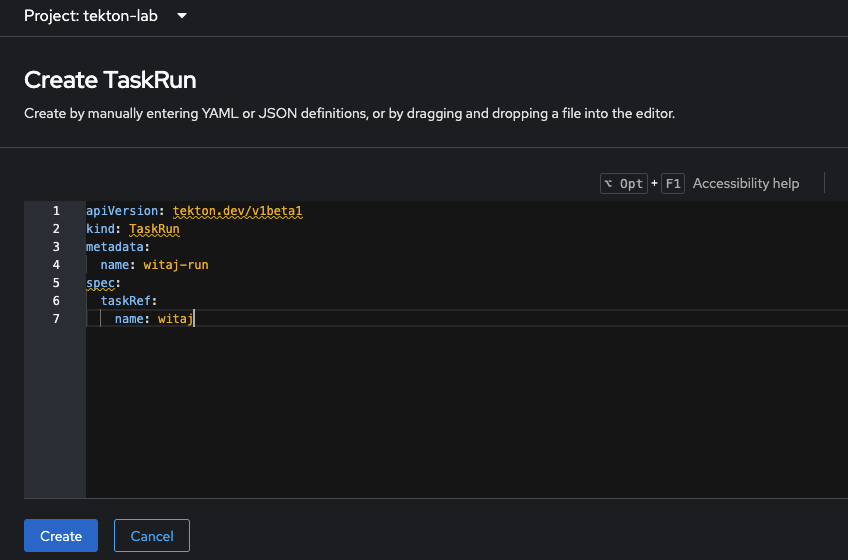 Project: tekton-lab
Create TaskRun
Create by manually entering YAML or JSON definitions, or by dragging and dropping a file into the editor.
⌥ Opt + F1 Accessibility help
1 apiVersion: tekton.dev/v1beta1
2 kind: TaskRun
3 metadata:
4   name: witaj-run
5 spec:
6   taskRef:
7     name: witaj
Create Cancel